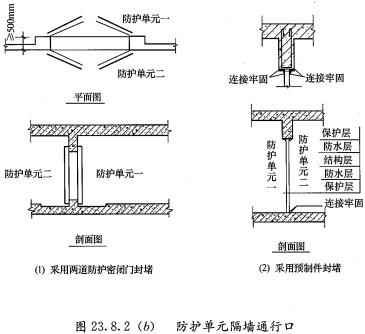 ≥500mm
防护单元一
防护单元二
平面图
防护单元二
防护单元一
剖面图
(1) 采用两道防护密闭门封堵
连接牢固
连接牢固
防护单元一
防护单元二
保护层
防水层
结构层
防水层
保护层
连接牢固
剖面图
(2) 采用预制件封堵
图 23.8.2 (b) 防护单元隔墙通行口